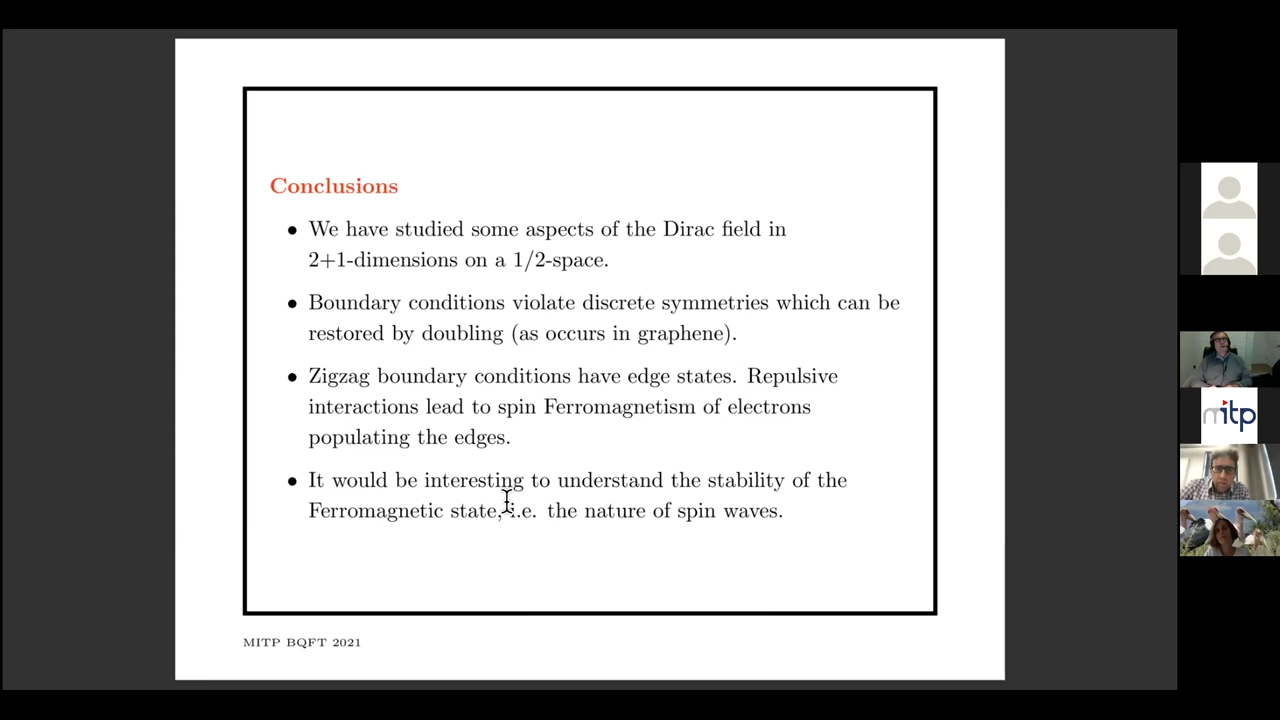 Conclusions
• We have studied some aspects of the Dirac field in
2+1-dimensions on a 1/2-space.
• Boundary conditions violate discrete symmetries which can be
restored by doubling (as occurs in graphene).
• Zigzag boundary conditions have edge states. Repulsive
interactions lead to spin Ferromagnetism of electrons
populating the edges.
• It would be interesting to understand the stability of the
Ferromagnetic state, i.e. the nature of spin waves.
MITP BQFT 2021
mitp